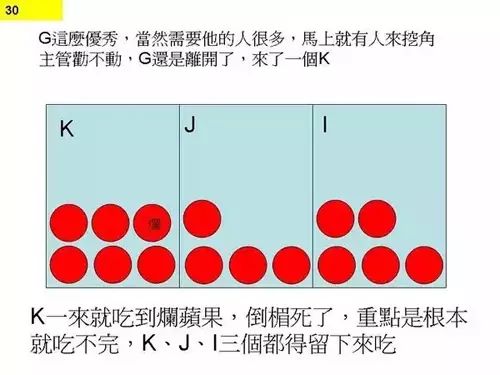 30
G這麼優秀，當然需要他的人很多，馬上就有人來挖角
主管勸不動，G還是離開了，來了一個K
K J I
K一來就吃到爛蘋果，倒楣死了，重點是根本
就吃不完，K、J、I三個都得留下來吃